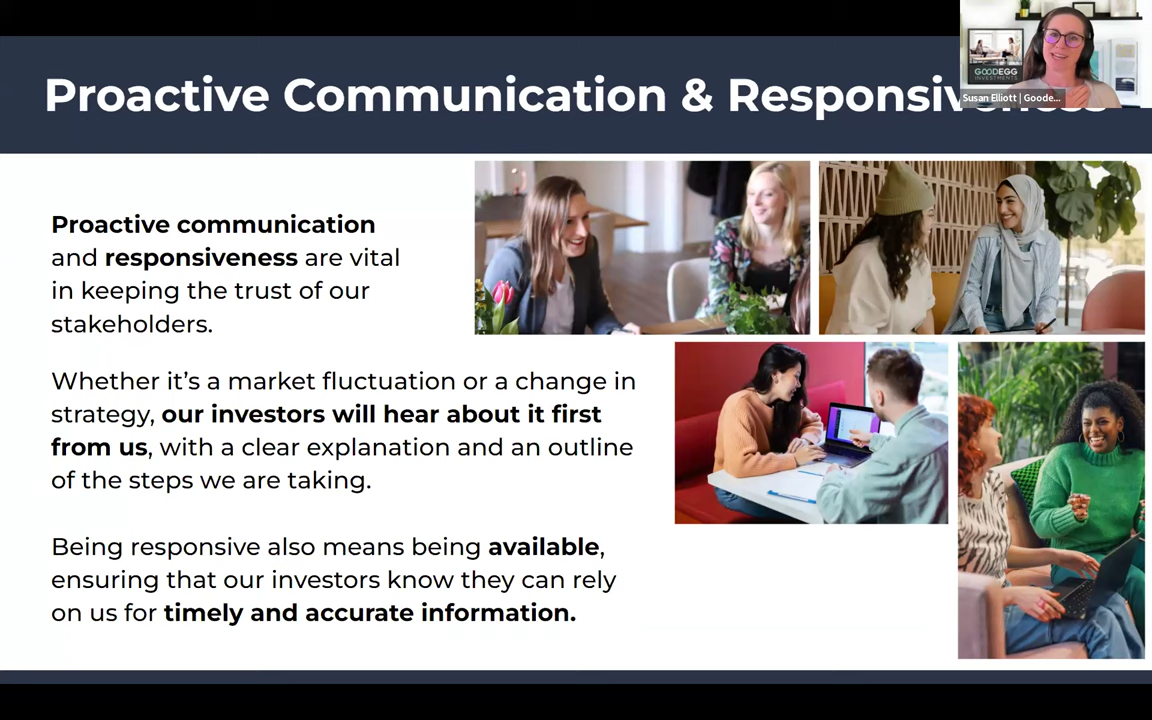 Proactive Communication & Responsiveness
GOODEGG
INVESTMENTS
Susan Elliott | Goode...
Proactive communication
and responsiveness are vital
in keeping the trust of our
stakeholders.
Whether it’s a market fluctuation or a change in
strategy, our investors will hear about it first
from us, with a clear explanation and an outline
of the steps we are taking.
Being responsive also means being available,
ensuring that our investors know they can rely
on us for timely and accurate information.